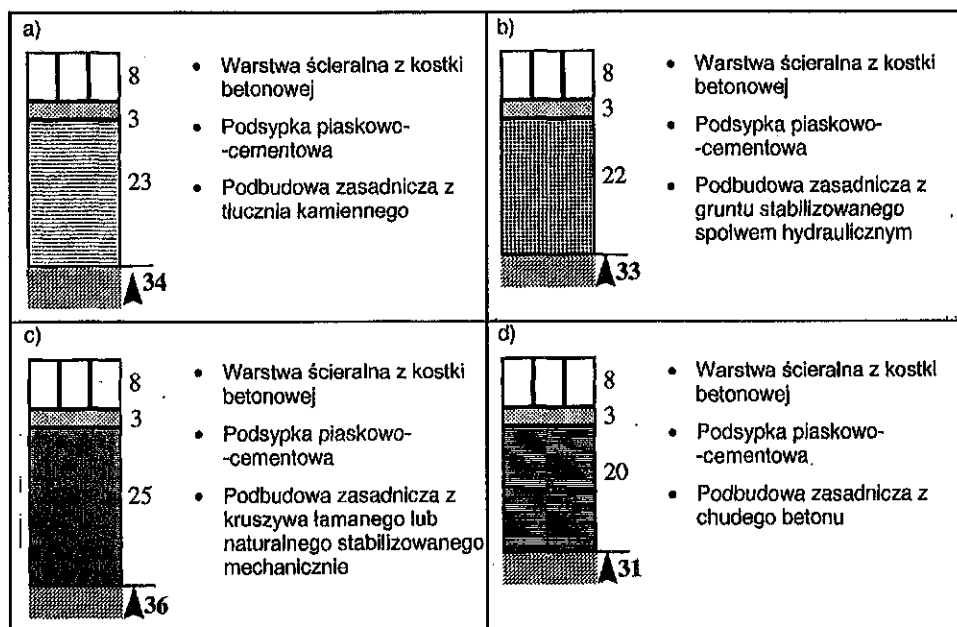 a)
8
3
23
34
• Warstwa ścieralna z kostki
betonowej
• Podsypka piaskowo-
-cementowa
• Podbudowa zasadnicza z
tłucznia kamiennego
b)
8
3
22
33
• Warstwa ścieralna z kostki
betonowej
• Podsypka piaskowo-
-cementowa
• Podbudowa zasadnicza z
gruntu stabilizowanego
spolwem hydraulicznym
c)
8
3
25
36
• Warstwa ścieralna z kostki
betonowej
• Podsypka piaskowo-
-cementowa
• Podbudowa zasadnicza z
kruszywa łamanego lub
naturalnego stabilizowanego
mechanicznie
d)
8
3
20
31
• Warstwa ścieralna z kostki
betonowej
• Podsypka piaskowo-
-cementowa
• Podbudowa zasadnicza z
chudego betonu